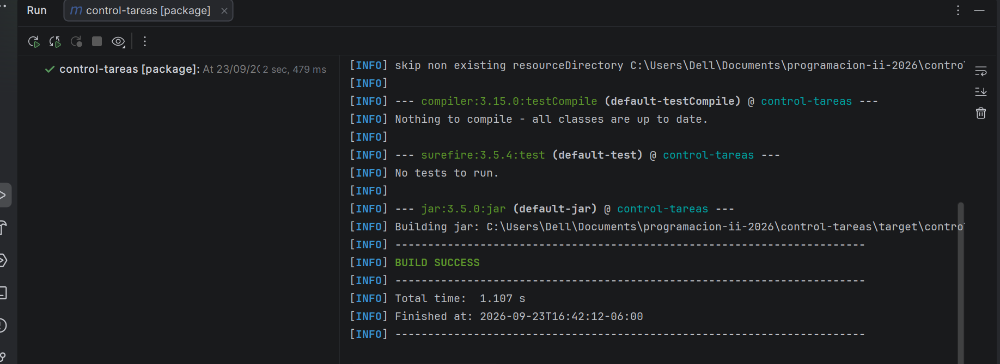 Run
control-tareas [package]
control-tareas [package]: At 23/09/20 2 sec, 479 ms
[INFO] skip non existing resourceDirectory C:\Users\Dell\Documents\programacion-ii-2026\contro
[INFO]
[INFO] --- compiler:3.15.0:testCompile (default-testCompile) @ control-tareas ---
[INFO] Nothing to compile - all classes are up to date.
[INFO]
[INFO] --- surefire:3.5.4:test (default-test) @ control-tareas ---
[INFO] No tests to run.
[INFO]
[INFO] --- jar:3.5.0:jar (default-jar) @ control-tareas ---
[INFO] Building jar: C:\Users\Dell\Documents\programacion-ii-2026\control-tareas\target\contro
[INFO] ------------------------------------------------------------------------
[INFO] BUILD SUCCESS
[INFO] ------------------------------------------------------------------------
[INFO] Total time:  1.107 s
[INFO] Finished at: 2026-09-23T16:42:12-06:00
[INFO] ------------------------------------------------------------------------